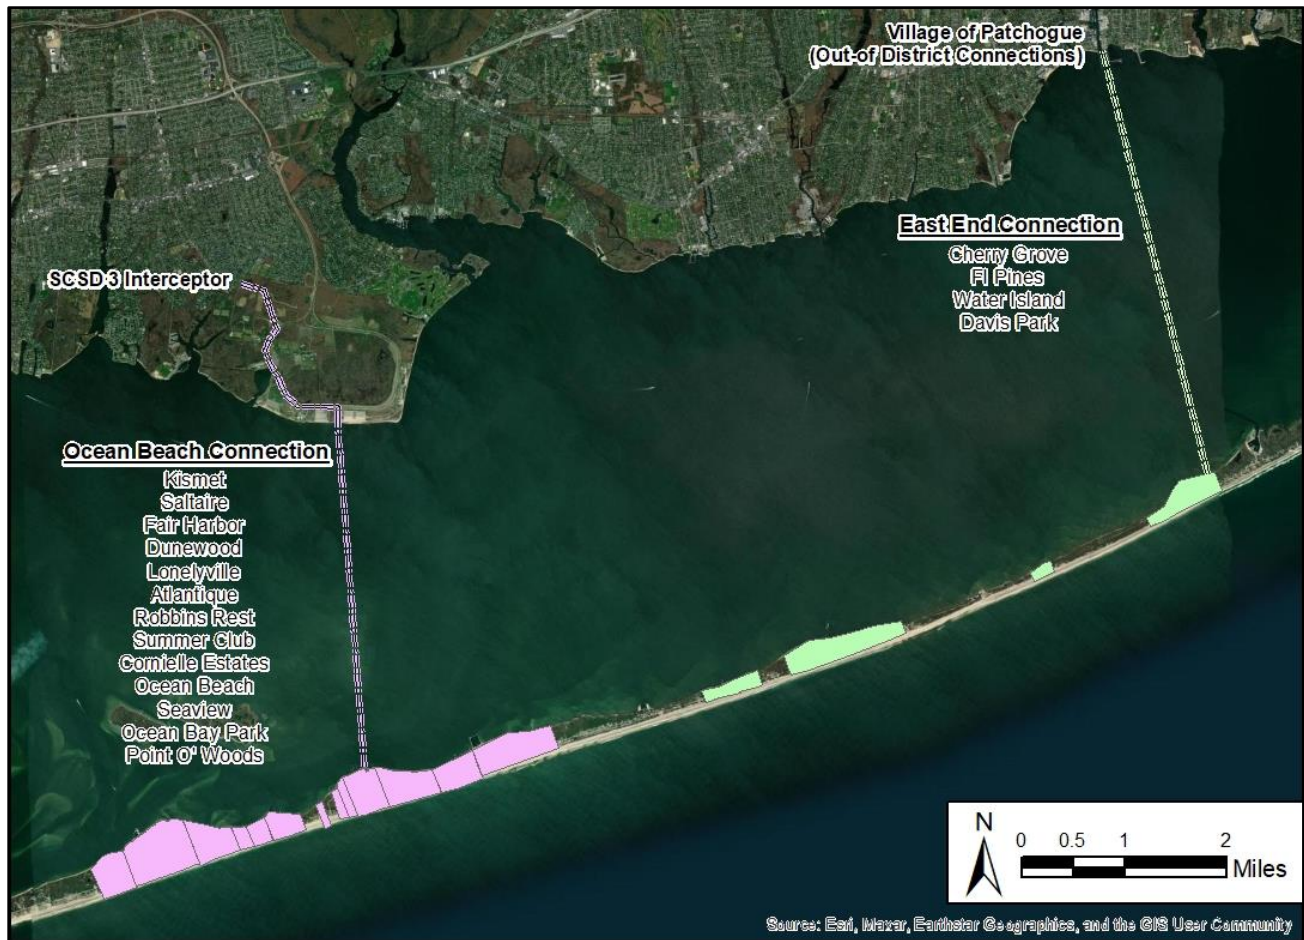 Village of Patchogue
(Out-of District Connections)
East End Connection
Cherry Grove
FI Pines
Water Island
Davis Park
SCSD 3 Interceptor
Ocean Beach Connection
Kismet
Saltaire
Fair Harbor
Dunewood
Lonelyville
Atlantique
Robbins Rest
Summer Club
Cornielle Estates
Ocean Beach
Seaview
Ocean Bay Park
Point O' Woods
N
0 0.5 1 2
Miles
Source: Esri, Maxar, Earthstar Geographics, and the GIS User Community